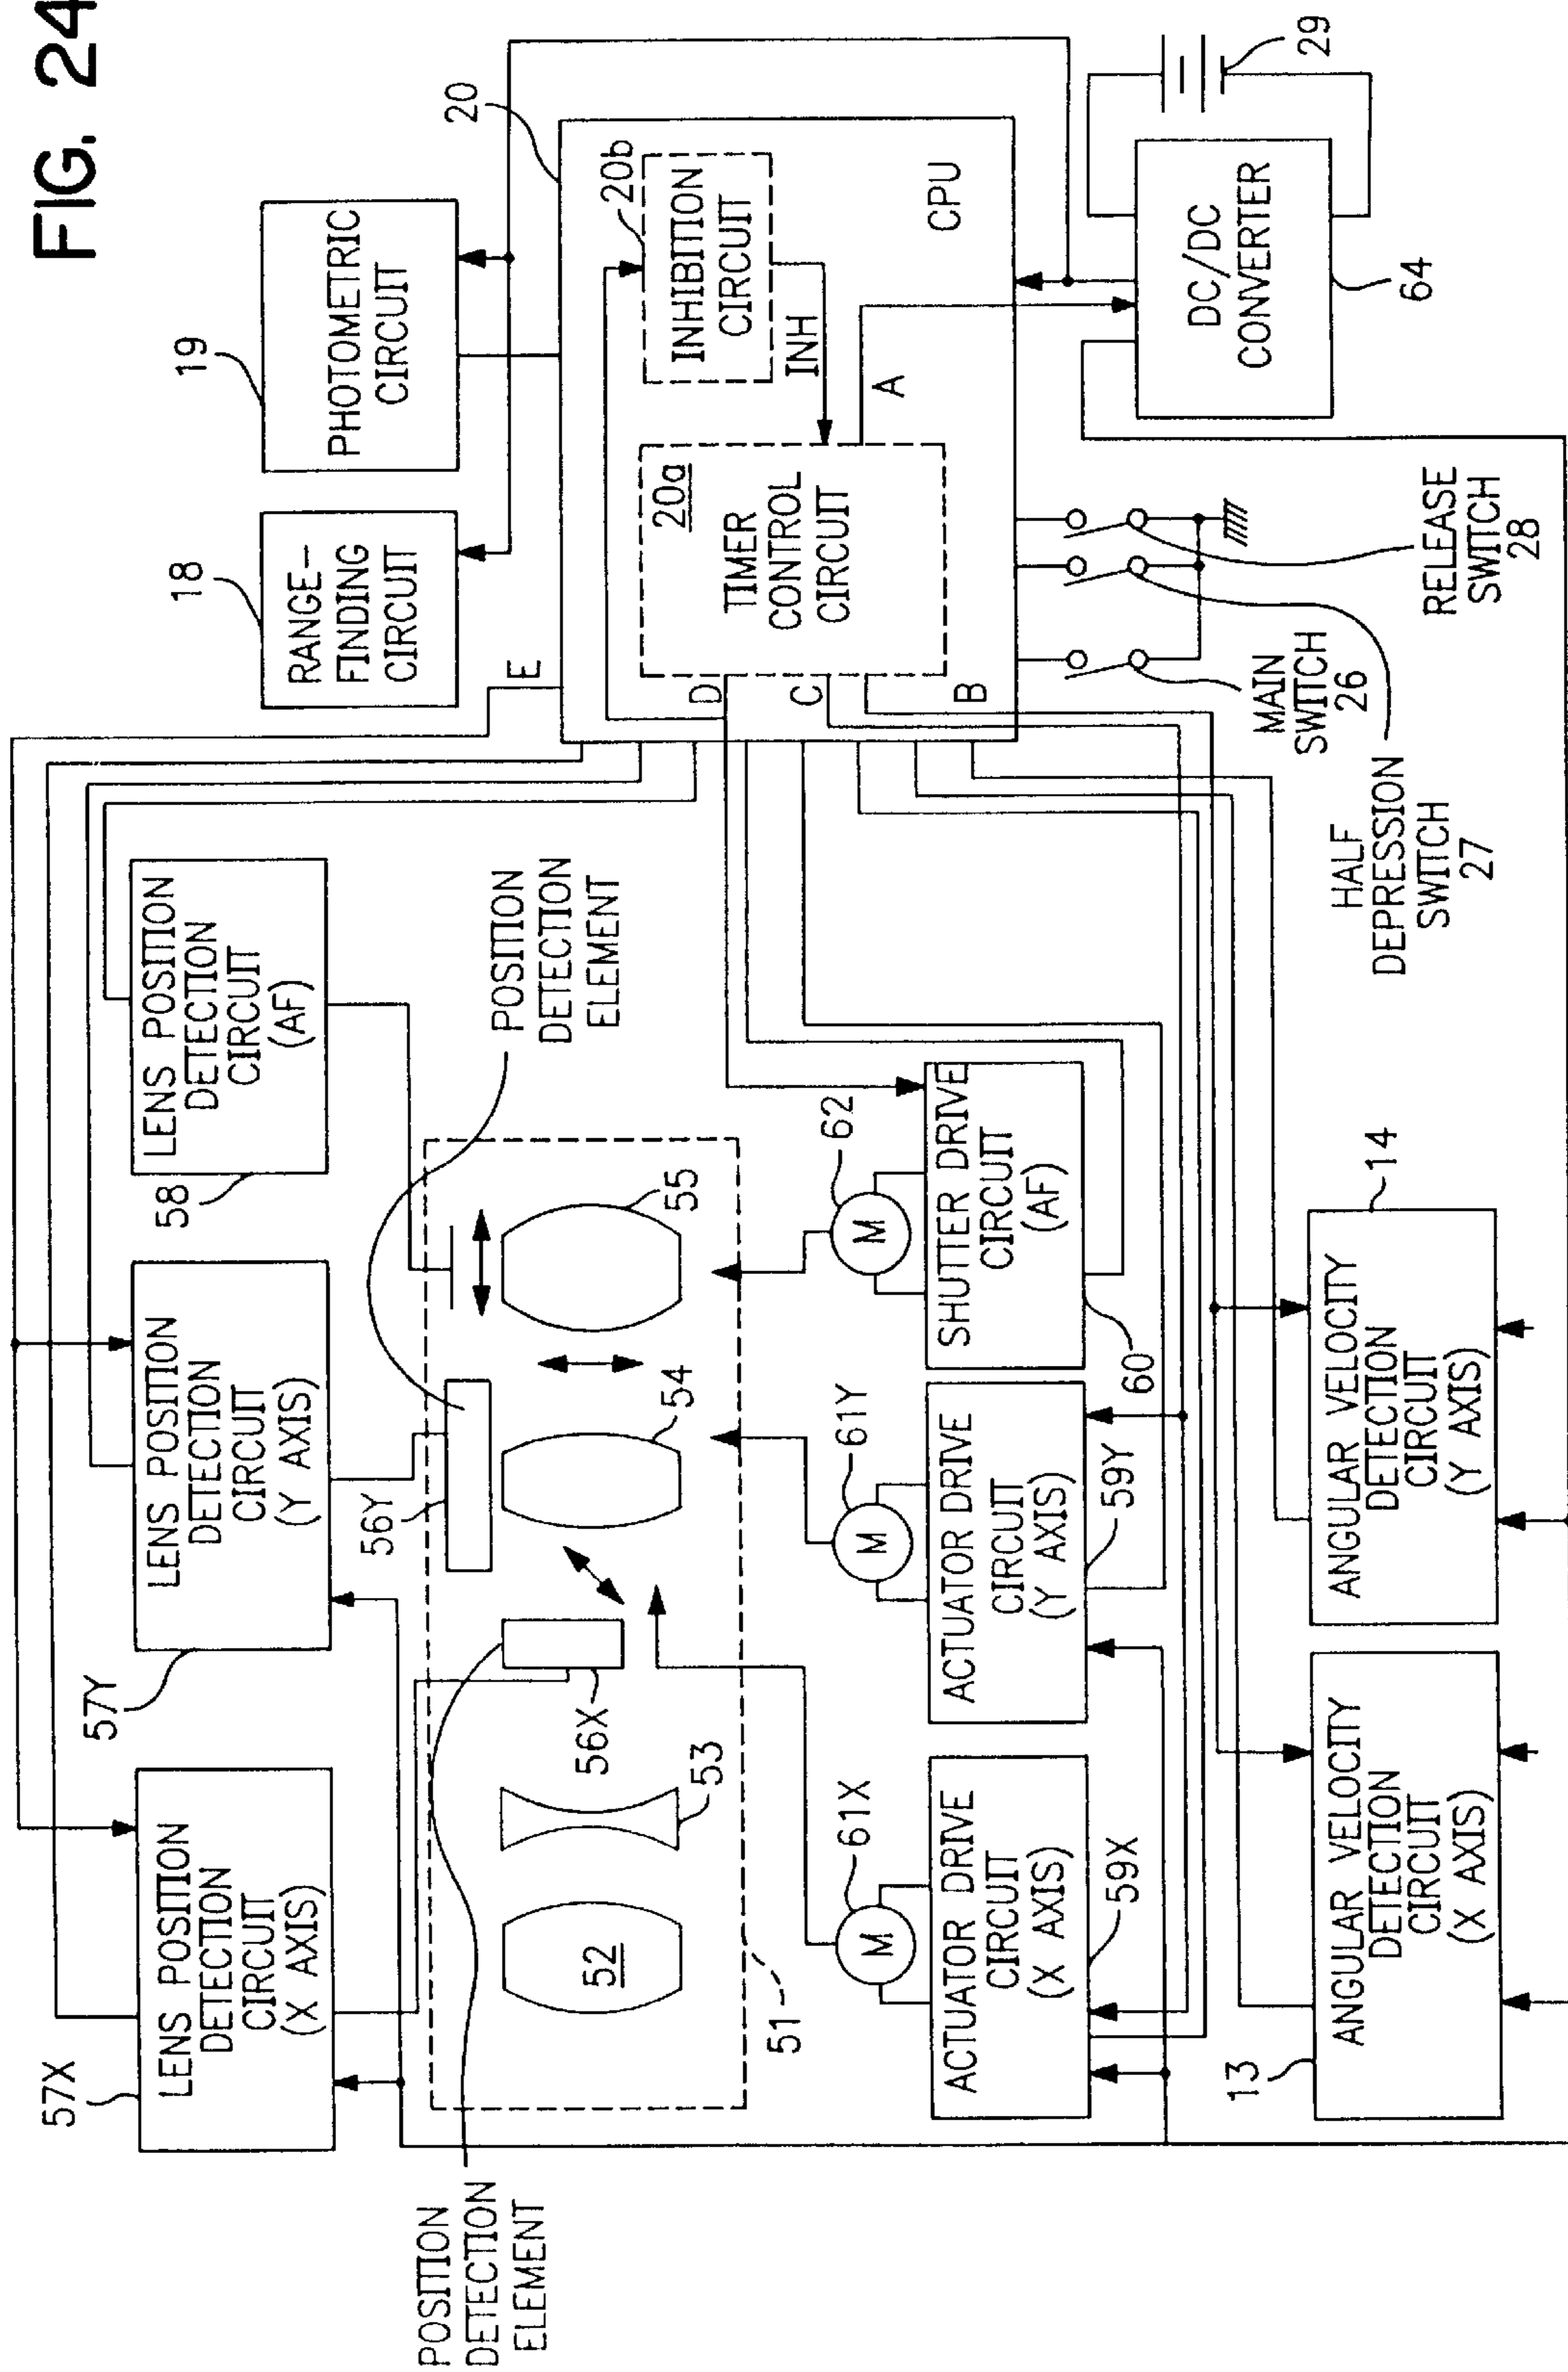 FIG. 24
57X
LENS POSITION
DETECTION
CIRCUIT
(X AXIS)
57Y
LENS POSITION
DETECTION
CIRCUIT
(Y AXIS)
58
LENS POSITION
DETECTION
CIRCUIT
(AF)
18
RANGE-
FINDING
CIRCUIT
19
PHOTOMETRIC
CIRCUIT
E
20
POSITION
DETECTION
ELEMENT
52
53
56X
56Y
54
55
51
POSITION
DETECTION
ELEMENT
D
C
B
20a
TIMER
CONTROL
CIRCUIT
20b
INHIBITION
CIRCUIT
INH
A
CPU
61X
M
61Y
M
62
M
ACTUATOR DRIVE
CIRCUIT
(X AXIS)
59X
ACTUATOR DRIVE
CIRCUIT
(Y AXIS)
59Y
SHUTTER DRIVE
CIRCUIT
(AF)
60
MAIN
SWITCH
26
HALF
DEPRESSION
SWITCH
27
RELEASE
SWITCH
28
DC/DC
CONVERTER
64
29
13
ANGULAR VELOCITY
DETECTION
CIRCUIT
(X AXIS)
14
ANGULAR VELOCITY
DETECTION
CIRCUIT
(Y AXIS)